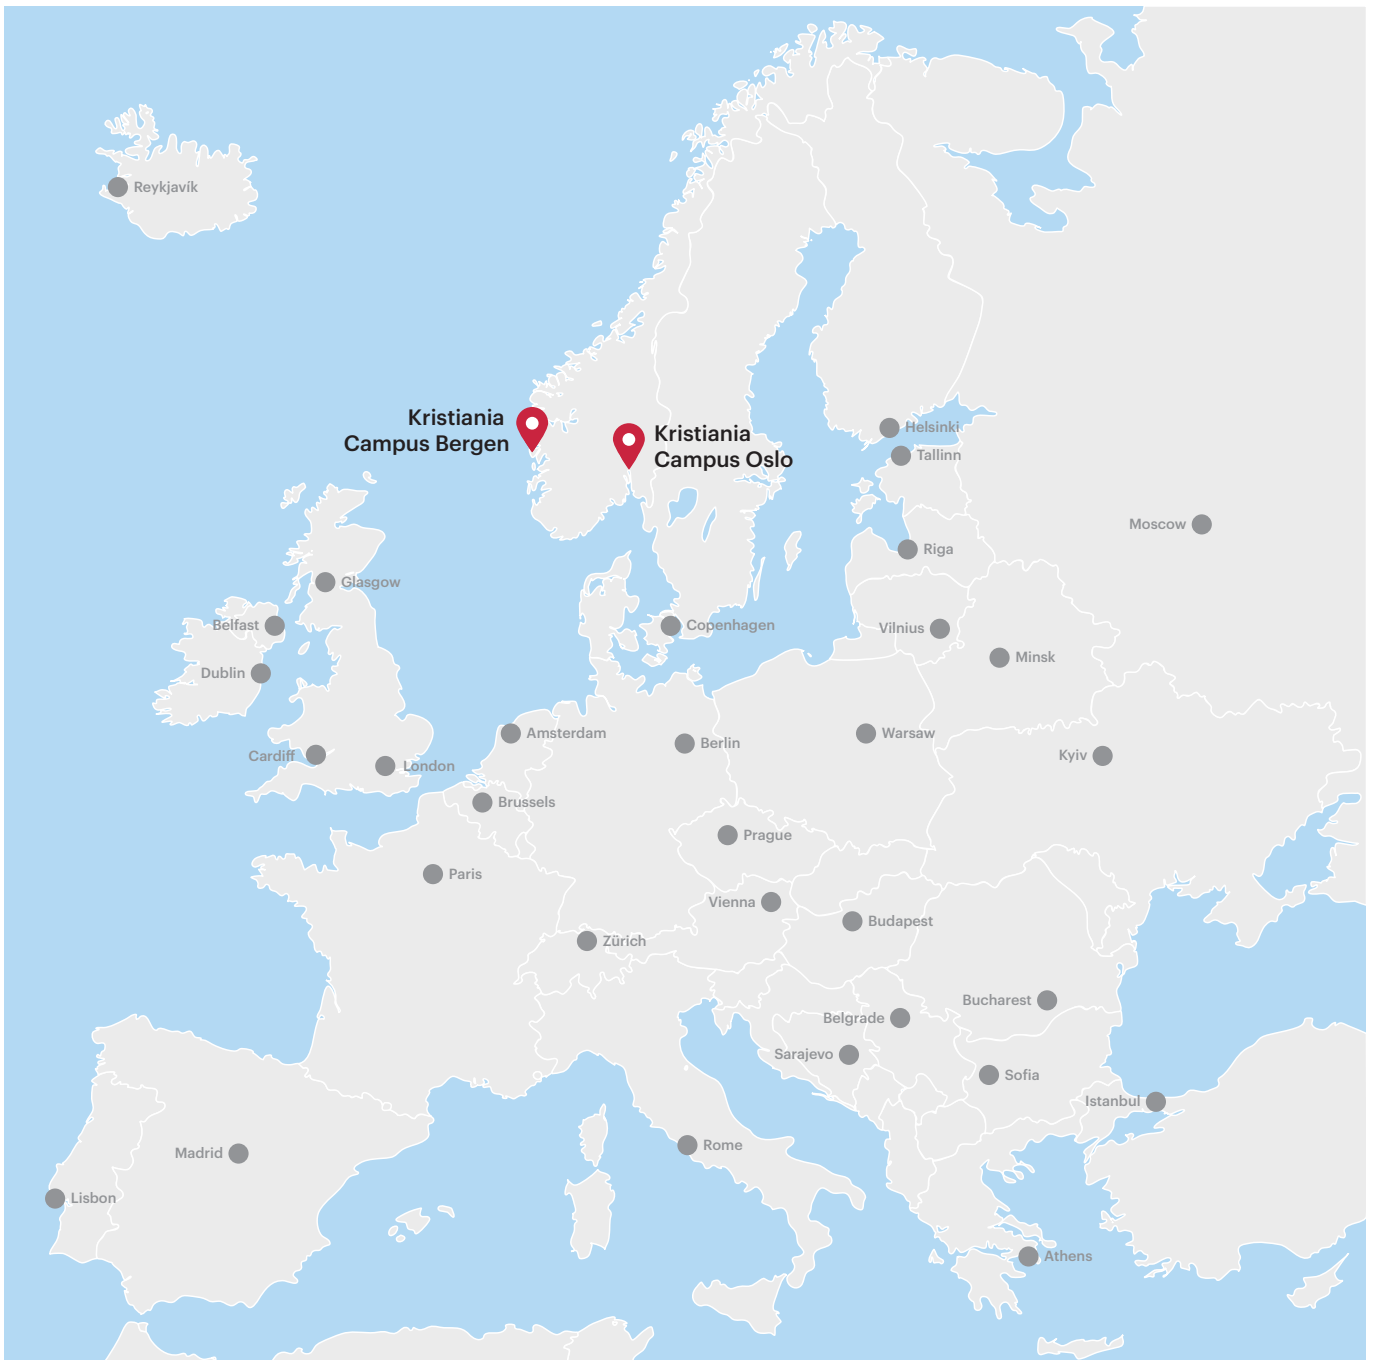 Reykjavík
Kristiania
Campus Bergen
Kristiania
Campus Oslo
Helsinki
Tallinn
Moscow
Riga
Glasgow
Belfast
Copenhagen
Vilnius
Minsk
Dublin
Amsterdam
Berlin
Warsaw
Cardiff
London
Kyiv
Brussels
Prague
Paris
Vienna
Budapest
Zürich
Bucharest
Belgrade
Sarajevo
Sofia
Istanbul
Madrid
Rome
Lisbon
Athens